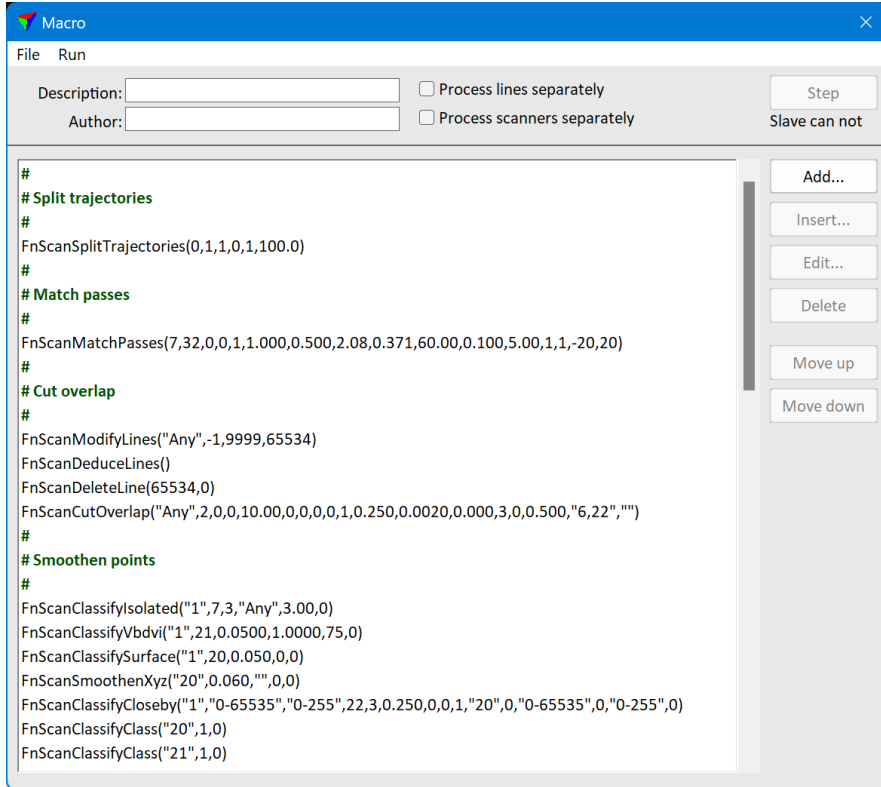 Macro
File Run
Description:
Process lines separately
Step
Author:
Process scanners separately
Slave can not
#
# Split trajectories
#
FnScanSplitTrajectories(0,1,1,0,1,100.0)
#
# Match passes
#
FnScanMatchPasses(7,32,0,0,1,1.000,0.500,2.08,0.371,60.00,0.100,5.00,1,1,-20,20)
#
# Cut overlap
#
FnScanModifyLines("Any",-1,9999,65534)
FnScanDeduceLines()
FnScanDeleteLine(65534,0)
FnScanCutOverlap("Any",2,0,0,10.00,0,0,0,0,1,0.250,0.0020,0.000,3,0,0.500,"6,22","")
#
# Smoothen points
#
FnScanClassifyIsolated("1",7,3,"Any",3.00,0)
FnScanClassifyVbdvi("1",21,0.0500,1.0000,75,0)
FnScanClassifySurface("1",20,0.050,0,0)
FnScanSmoothenXyz("20",0.060,"",0,0)
FnScanClassifyCloseby("1","0-65535","0-255",22,3,0.250,0,0,1,"20",0,"0-65535",0,"0-255",0)
FnScanClassifyClass("20",1,0)
FnScanClassifyClass("21",1,0)
Add...
Insert...
Edit...
Delete
Move up
Move down